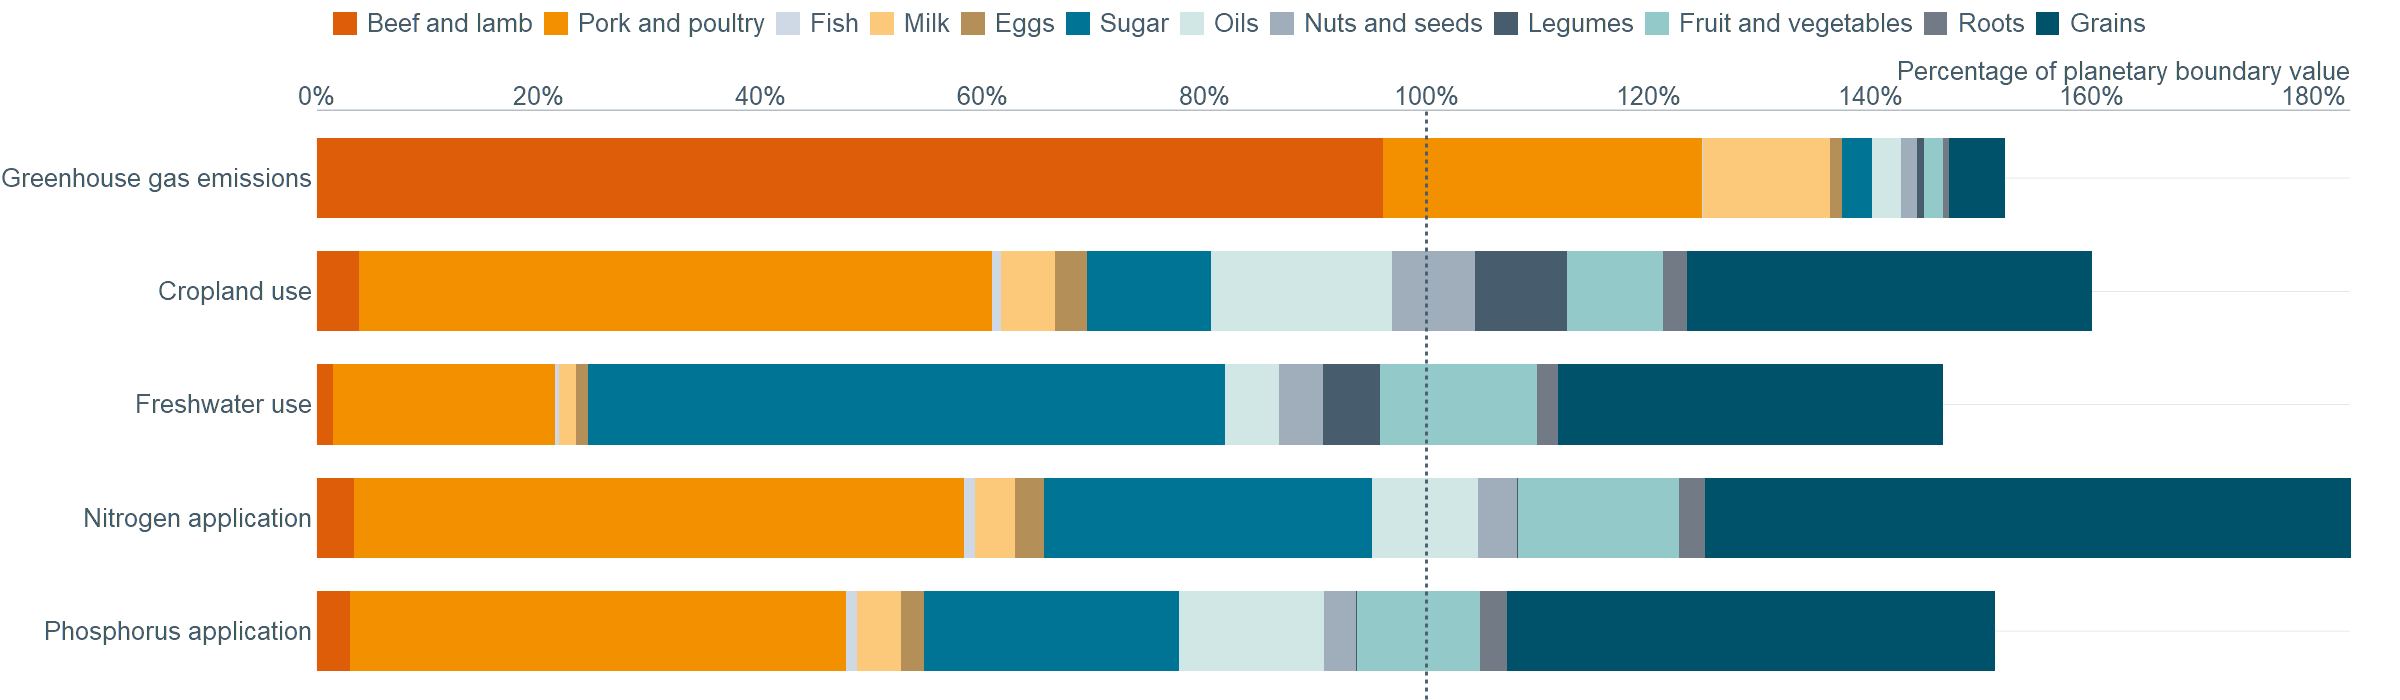 Beef and lamb Pork and poultry Fish Milk Eggs Sugar Oils Nuts and seeds Legumes Fruit and vegetables Roots Grains
Percentage of planetary boundary value
0% 20% 40% 60% 80% 100% 120% 140% 160% 180%
Greenhouse gas emissions
Cropland use
Freshwater use
Nitrogen application
Phosphorus application